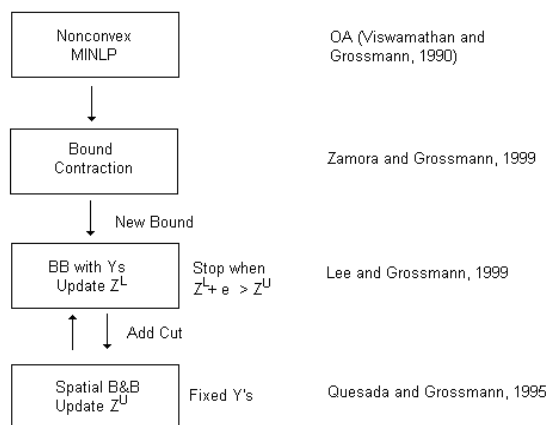 Nonconvex
MINLP
OA (Viswamathan and
Grossmann, 1990)
Bound
Contraction
Zamora and Grossmann, 1999
New Bound
BB with Ys
Update Z^L
Stop when
Z^L + e > Z^U
Lee and Grossmann, 1999
Add Cut
Spatial B&B
Update Z^U
Fixed Y's
Quesada and Grossmann, 1995